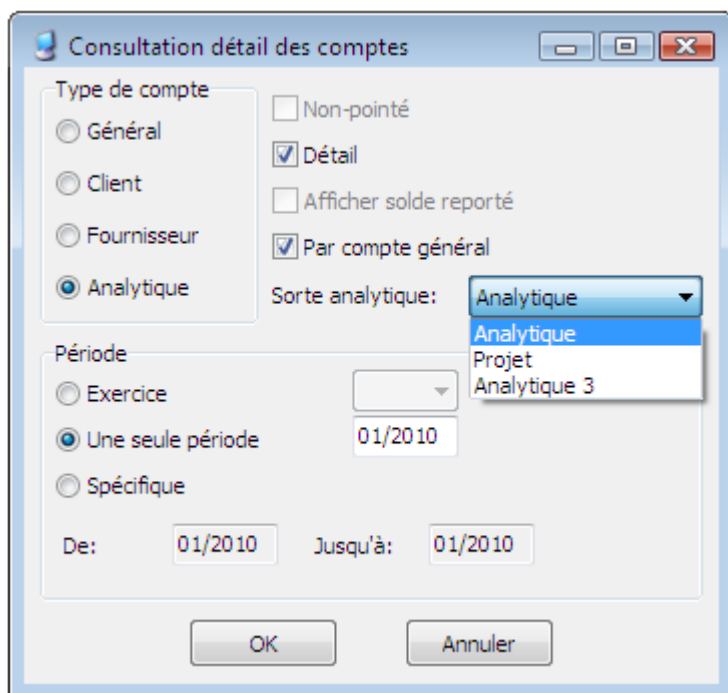 Consultation détail des comptes
Type de compte
Général
Client
Fournisseur
Analytique
Non-pointé
Détail
Afficher solde reporté
Par compte général
Sorte analytique: Analytique
Analytique
Projet
Analytique 3
Période
Exercice
Une seule période 01/2010
Spécifique
De: 01/2010 Jusqu'à: 01/2010
OK Annuler